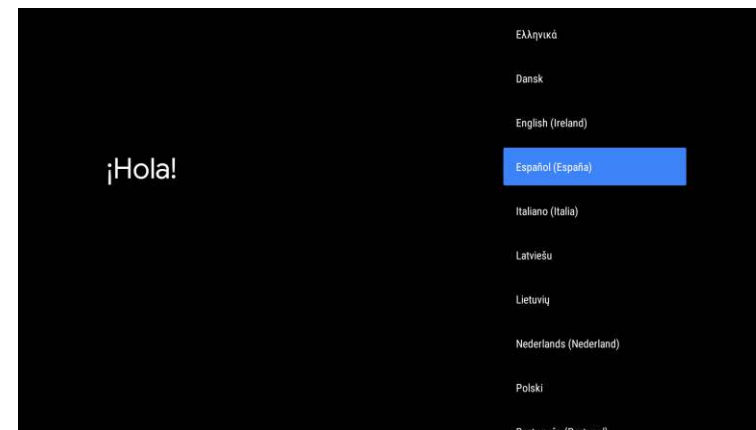 ¡Hola!
Ελληνικά
Dansk
English (Ireland)
Español (España)
Italiano (Italia)
Latviešu
Lietuvių
Nederlands (Nederland)
Polski